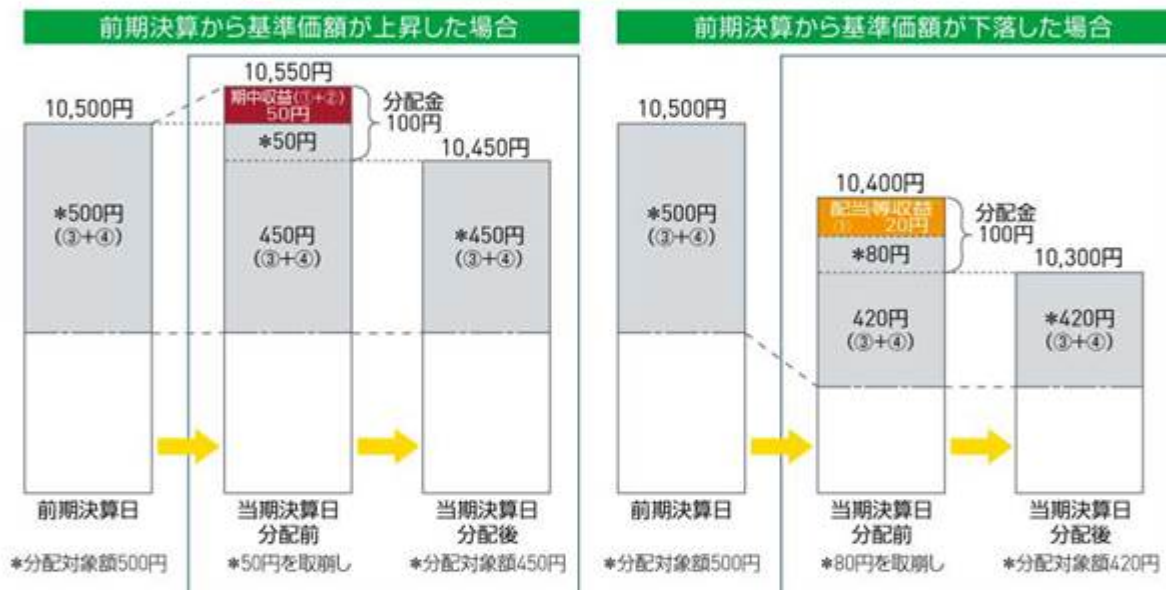 前期決算から基準価額が上昇した場合
10,500円
*500円
(③+④)
前期決算日
*分配対象額500円
10,550円
期中収益(①+②)
50円
*50円
450円
(③+④)
分配金
100円
当期決算日
分配前
*50円を取崩し
10,450円
*450円
(③+④)
当期決算日
分配後
*分配対象額450円
前期決算から基準価額が下落した場合
10,500円
*500円
(③+④)
前期決算日
*分配対象額500円
10,400円
配当等収益
① 20円
*80円
420円
(③+④)
分配金
100円
当期決算日
分配前
*80円を取崩し
10,300円
*420円
(③+④)
当期決算日
分配後
*分配対象額420円